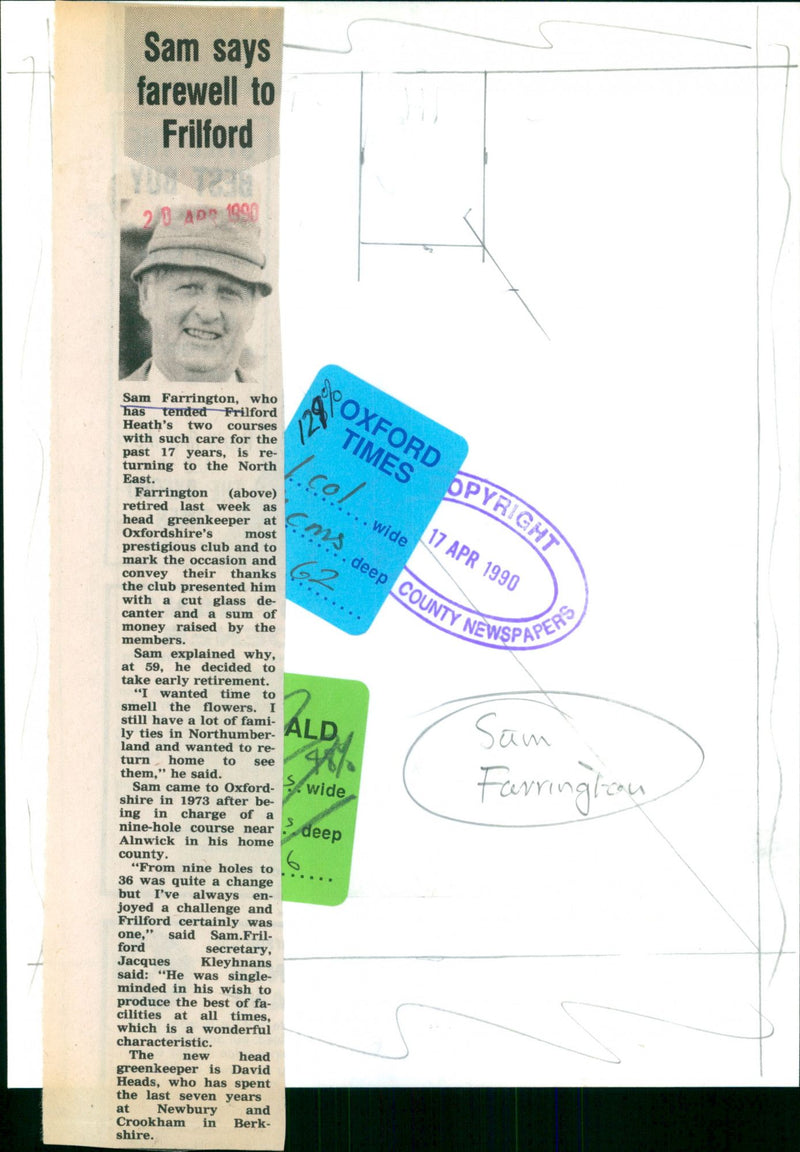 Sam says
farewell to
Frilford
20 APR 1990
Sam Farrington, who
has tended Frilford
Heath's two courses
with such care for the
past 17 years, is re-
turning to the North
East.
Farrington (above)
retired last week as
head greenkeeper at
Oxfordshire's most
prestigious club and to
mark the occasion and
convey their thanks
the club presented him
with a cut glass de-
canter and a sum of
money raised by the
members.
Sam explained why,
at 59, he decided to
take early retirement.
"I wanted time to
smell the flowers. I
still have a lot of fami-
ly ties in Northumber-
land and wanted to re-
turn home to see
them," he said.
Sam came to Oxford-
shire in 1973 after be-
ing in charge of a
nine-hole course near
Alnwick in his home
county.
"From nine holes to
36 was quite a change
but I've always en-
joyed a challenge and
Frilford certainly was
one," said Sam.Fril-
ford secretary,
Jacques Kleyhnans
said: "He was single-
minded in his wish to
produce the best of fa-
cilities at all times,
which is a wonderful
characteristic.
The new head
greenkeeper is David
Heads, who has spent
the last seven years
at Newbury and
Crookham in Berk-
shire.
OXFORD
TIMES
1 col
wide
cms
deep
62
OPYRIGHT
17 APR 1990
COUNTY NEWSPAPERS
ALD
s. wide
s deep
6
Sam
Farrington